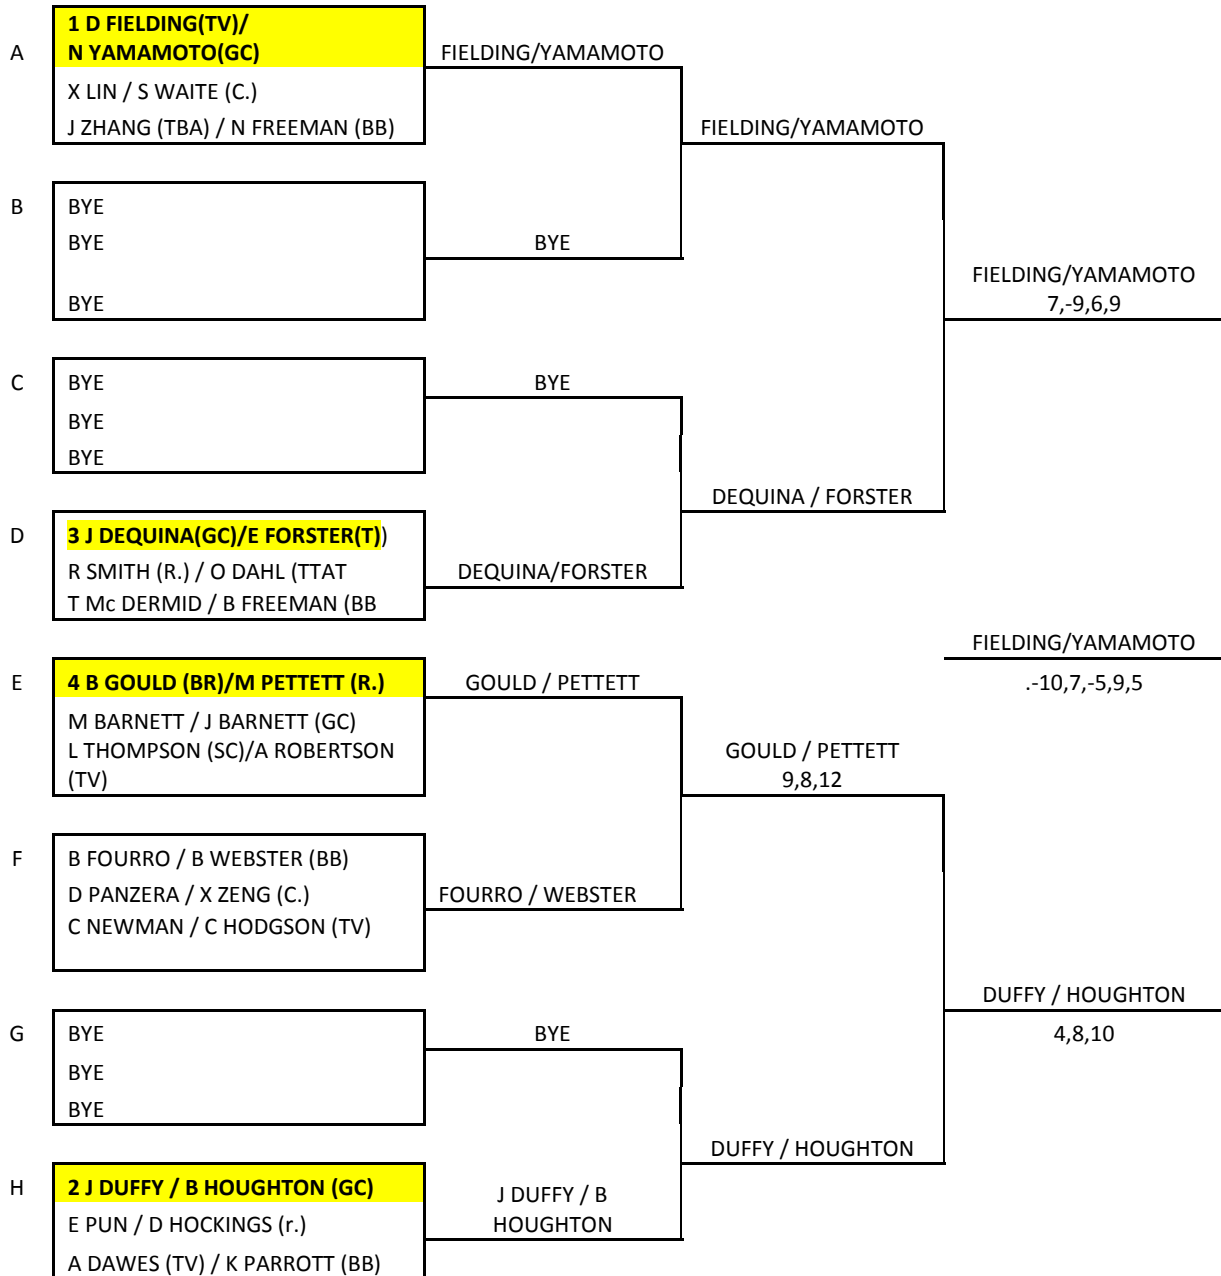 1 D FIELDING(TV)/
A
N YAMAMOTO(GC)
FIELDING/YAMAMOTO
X LIN / S WAITE (C.)
J ZHANG (TBA) / N FREEMAN (BB)
FIELDING/YAMAMOTO
B
BYE
BYE
BYE
BYE
FIELDING/YAMAMOTO
7,-9,6,9
C
BYE
BYE
BYE
BYE
DEQUINA / FORSTER
D
3 J DEQUINA(GC)/E FORSTER(T))
R SMITH (R.) / O DAHL (TTAT
DEQUINA/FORSTER
T Mc DERMID / B FREEMAN (BB
FIELDING/YAMAMOTO
.-10,7,-5,9,5
E
4 B GOULD (BR)/M PETTETT (R.)
GOULD / PETTETT
M BARNETT / J BARNETT (GC)
L THOMPSON (SC)/A ROBERTSON
(TV)
GOULD / PETTETT
9,8,12
F
B FOURRO / B WEBSTER (BB)
D PANZERA / X ZENG (C.)
FOURRO / WEBSTER
C NEWMAN / C HODGSON (TV)
DUFFY / HOUGHTON
4,8,10
G
BYE
BYE
BYE
BYE
DUFFY / HOUGHTON
H
2 J DUFFY / B HOUGHTON (GC)
J DUFFY / B
HOUGHTON
E PUN / D HOCKINGS (r.)
A DAWES (TV) / K PARROTT (BB)